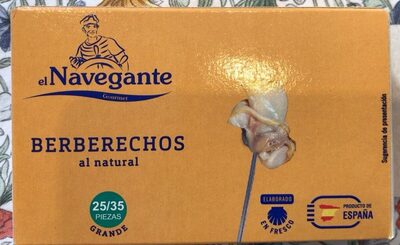 el Navegante
Gourmet
BERBERECHOS
al natural
25/35
PIEZAS
GRANDE
ELABORADO
EN FRESCO
PRODUCTO DE
ESPAÑA
Sugerencia de presentación